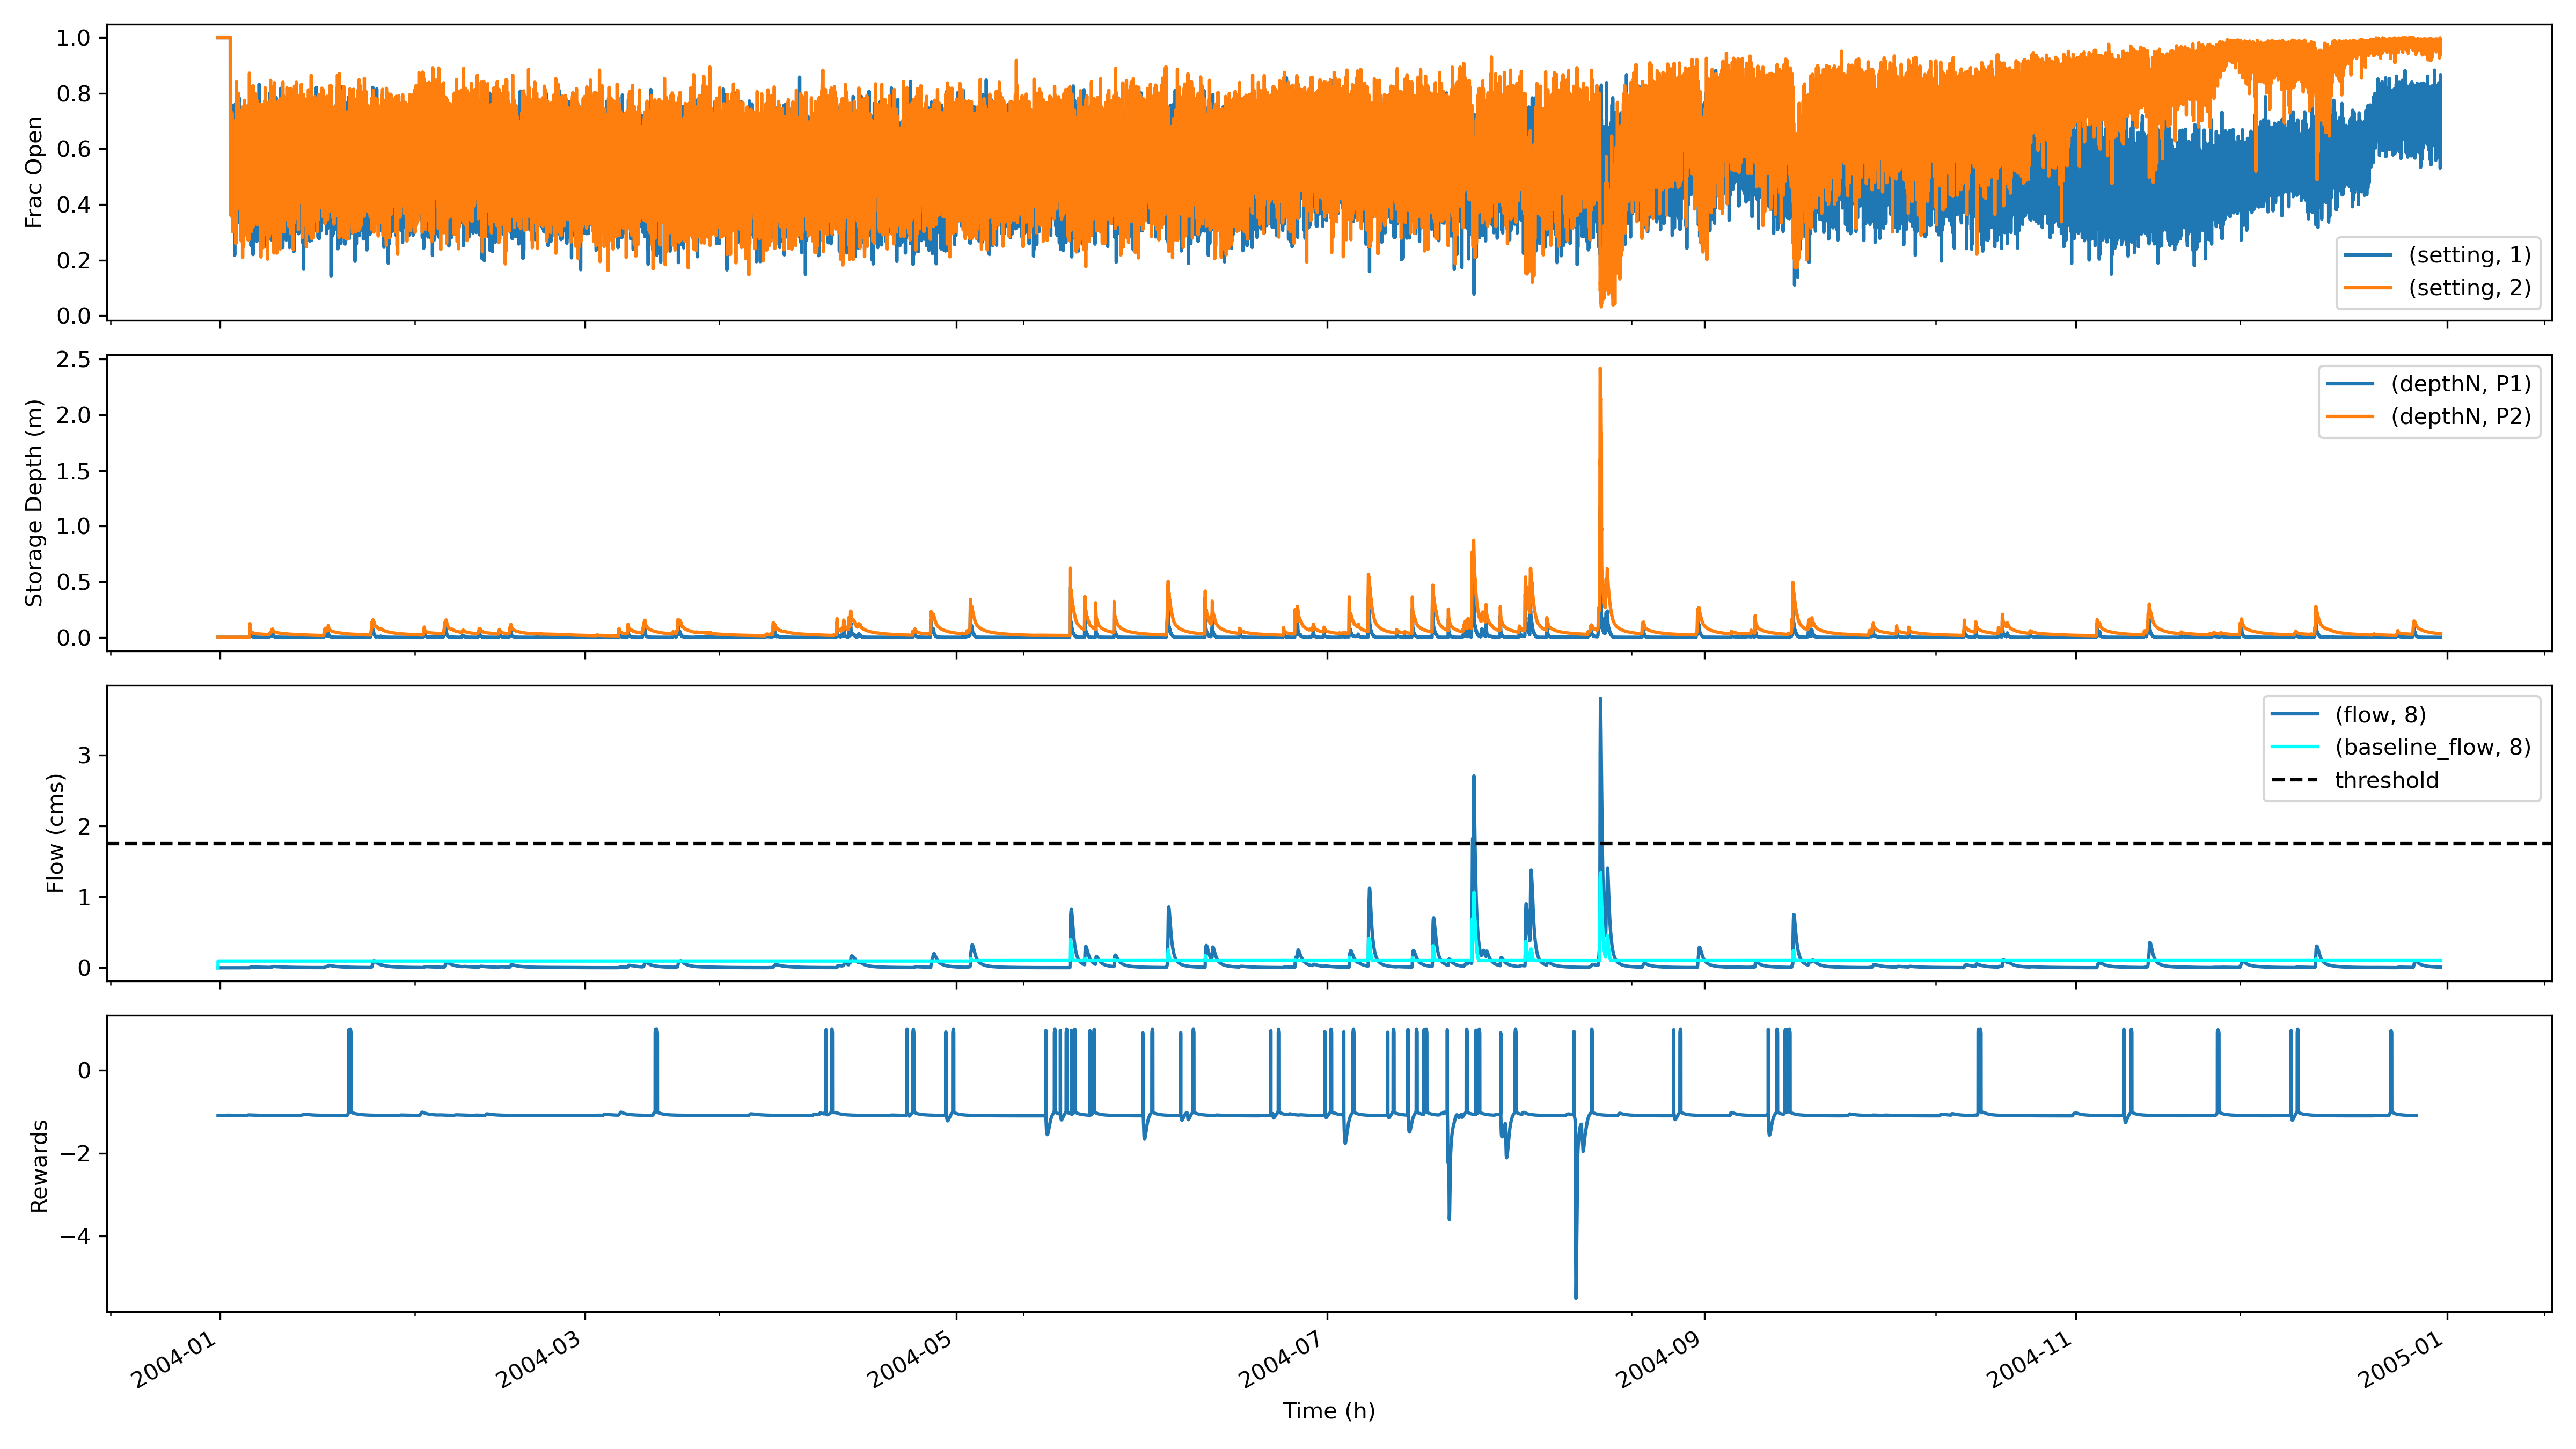 1.0
0.8
0.6
0.4
0.2
0.0
Frac Open
(setting, 1)
(setting, 2)
2.5
2.0
1.5
1.0
0.5
0.0
Storage Depth (m)
(depthN, P1)
(depthN, P2)
3
2
1
0
Flow (cms)
(flow, 8)
(baseline_flow, 8)
threshold
0
−2
−4
Rewards
2004-01
2004-03
2004-05
2004-07
2004-09
2004-11
2005-01
Time (h)